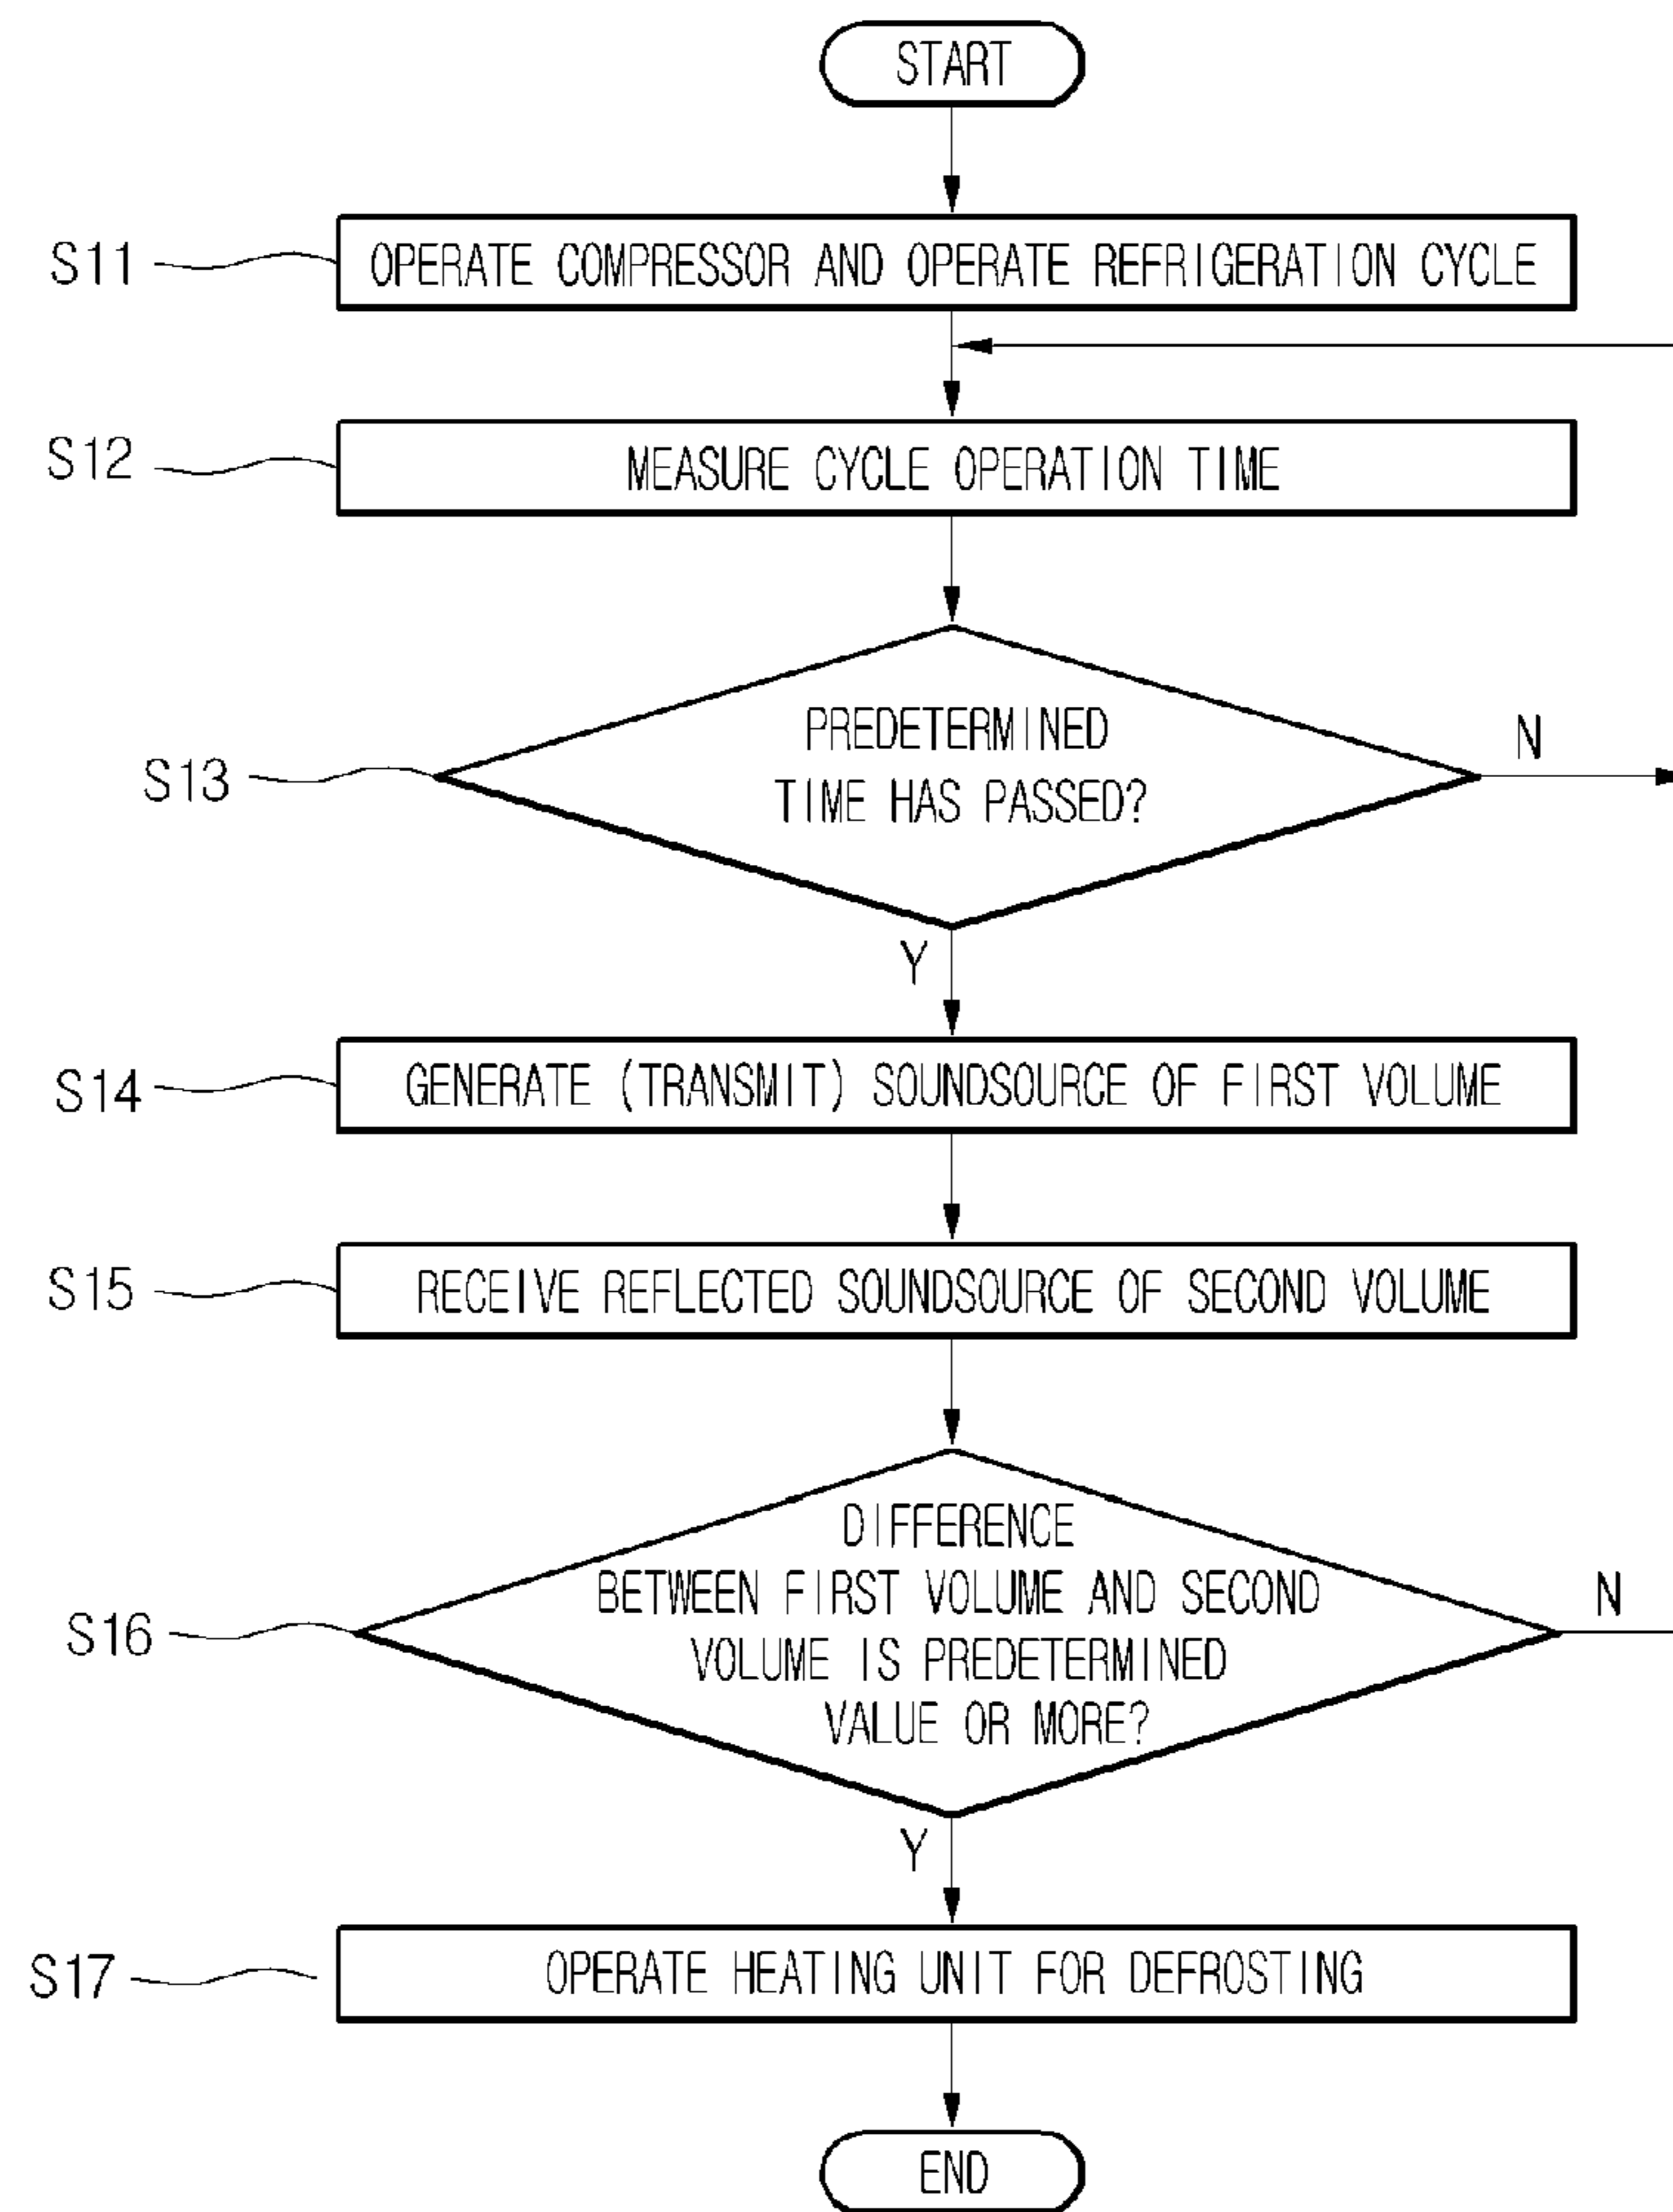 START
S11
OPERATE COMPRESSOR AND OPERATE REFRIGERATION CYCLE
S12
MEASURE CYCLE OPERATION TIME
S13
PREDETERMINED
TIME HAS PASSED?
N
Y
S14
GENERATE (TRANSMIT) SOUNDSOURCE OF FIRST VOLUME
S15
RECEIVE REFLECTED SOUNDSOURCE OF SECOND VOLUME
S16
DIFFERENCE
BETWEEN FIRST VOLUME AND SECOND
VOLUME IS PREDETERMINED
VALUE OR MORE?
N
Y
S17
OPERATE HEATING UNIT FOR DEFROSTING
END